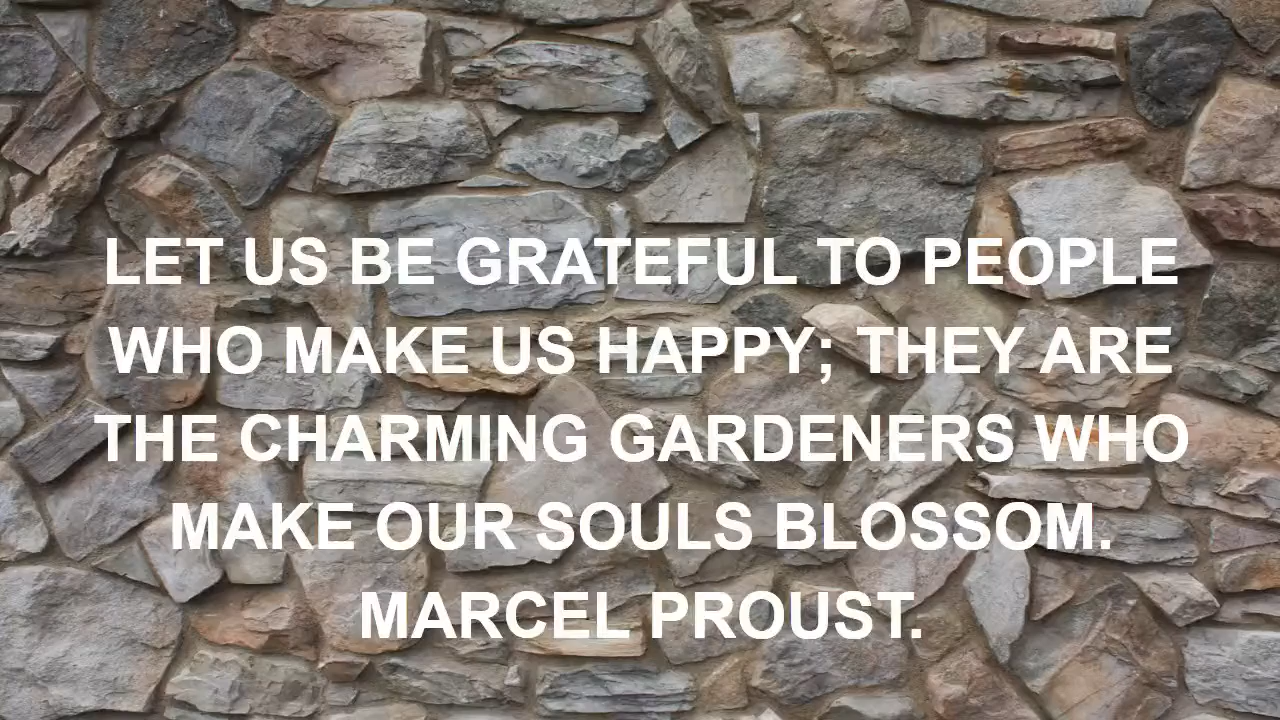 LET US BE GRATEFUL TO PEOPLE
WHO MAKE US HAPPY; THEY ARE
THE CHARMING GARDENERS WHO
MAKE OUR SOULS BLOSSOM.
MARCEL PROUST.